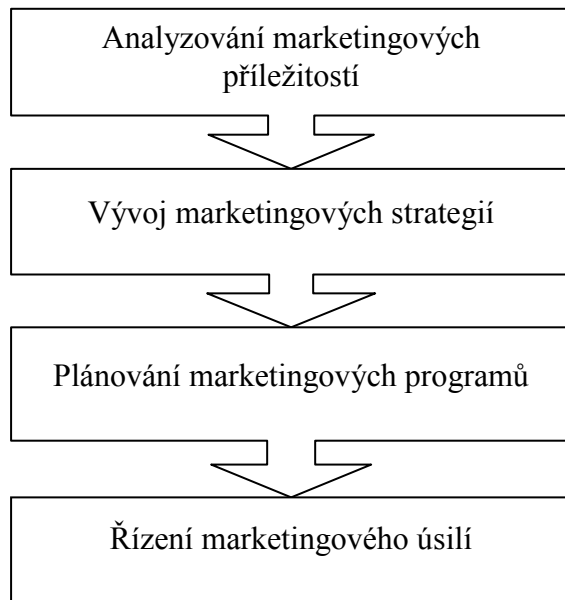 Analyzování marketingových
příležitostí
Vývoj marketingových strategií
Plánování marketingových programů
Řízení marketingového úsilí